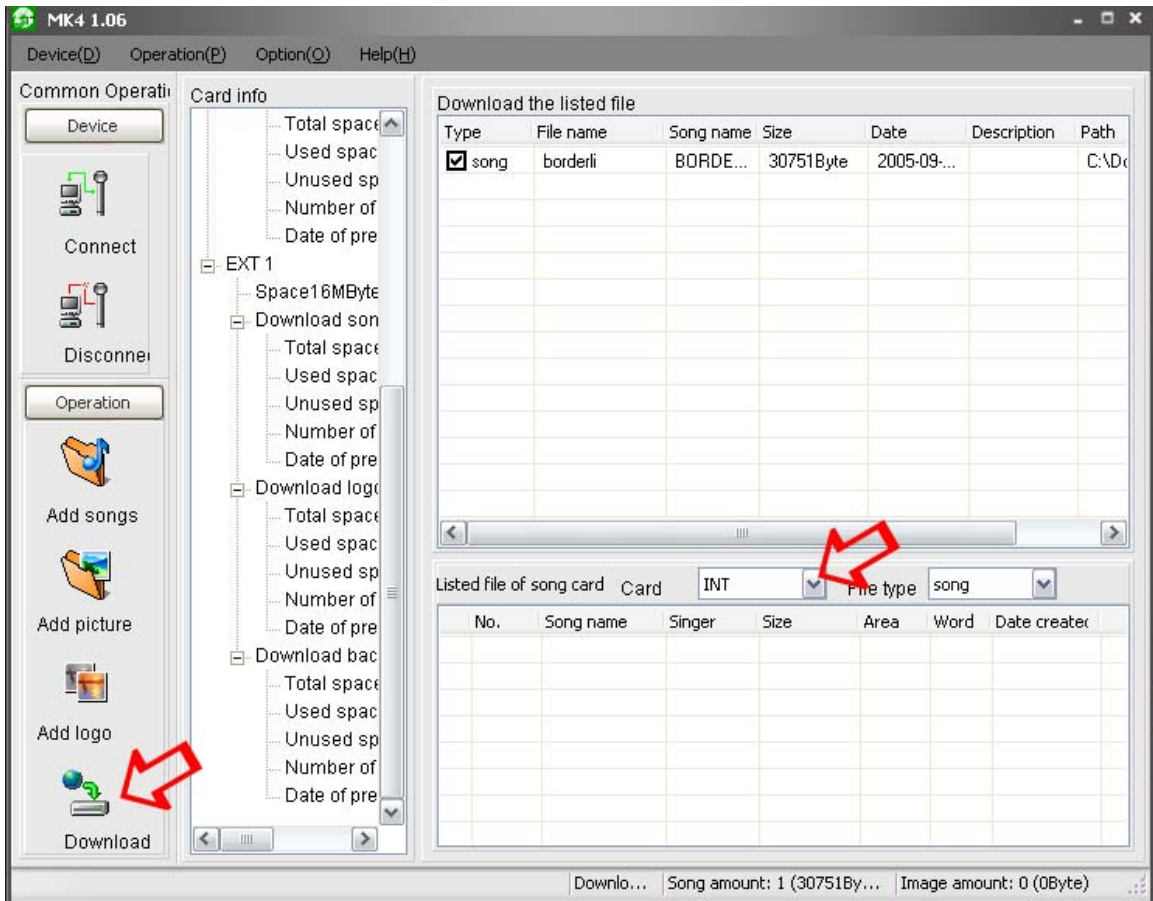 MK4 1.06
Device(D) Operation(P) Option(O) Help(H)
Common Operati
Device
Connect
Disconne
Operation
Add songs
Add picture
Add logo
Download
Card info
Total space
Used spac
Unused sp
Number of
Date of pre
EXT 1
Space16MByte
Download son
Total space
Used spac
Unused sp
Number of
Date of pre
Download logo
Total space
Used spac
Unused sp
Number of
Date of pre
Download bac
Total space
Used spac
Unused sp
Number of
Date of pre
Download the listed file
Type File name Song name Size Date Description Path
song borderli BORDE... 30751Byte 2005-09-... C:\Do
Listed file of song card Card INT File type song
No. Song name Singer Size Area Word Date created
Downlo... Song amount: 1 (30751By... Image amount: 0 (0Byte)